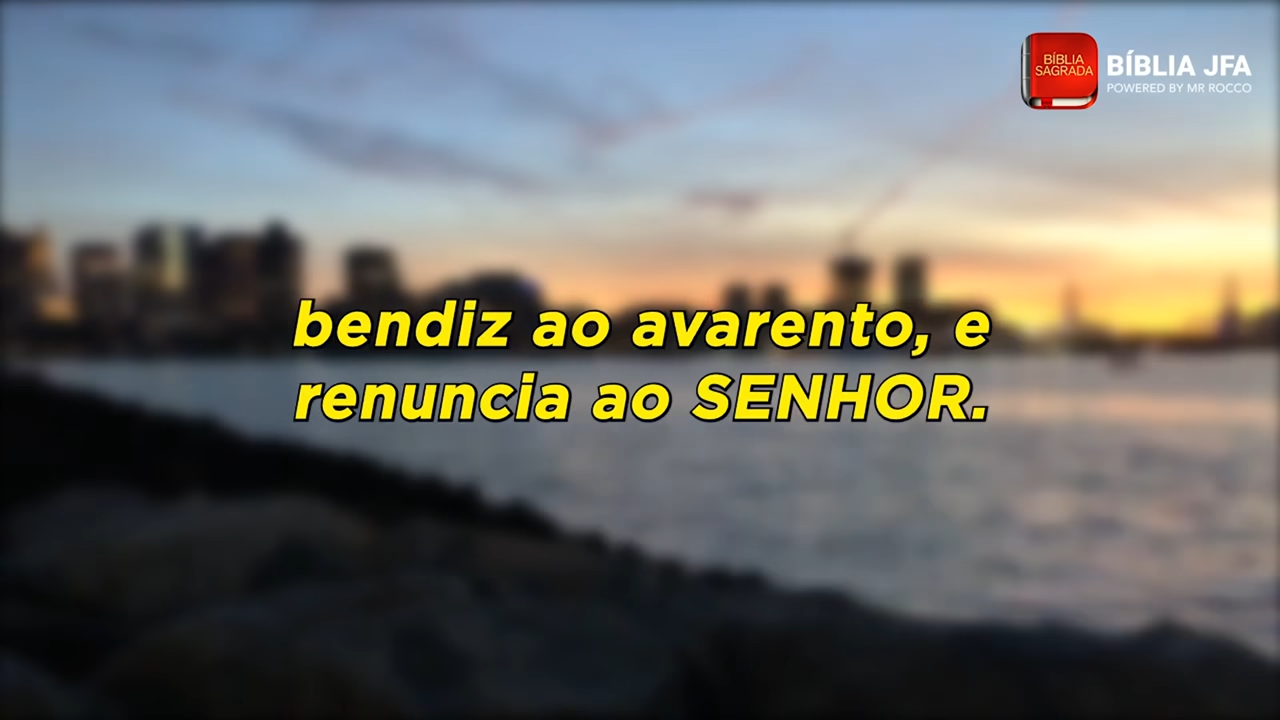 BÍBLIA
SAGRADA
BÍBLIA JFA
POWERED BY MR ROCCO
bendiz ao avarento, e
renuncia ao SENHOR.